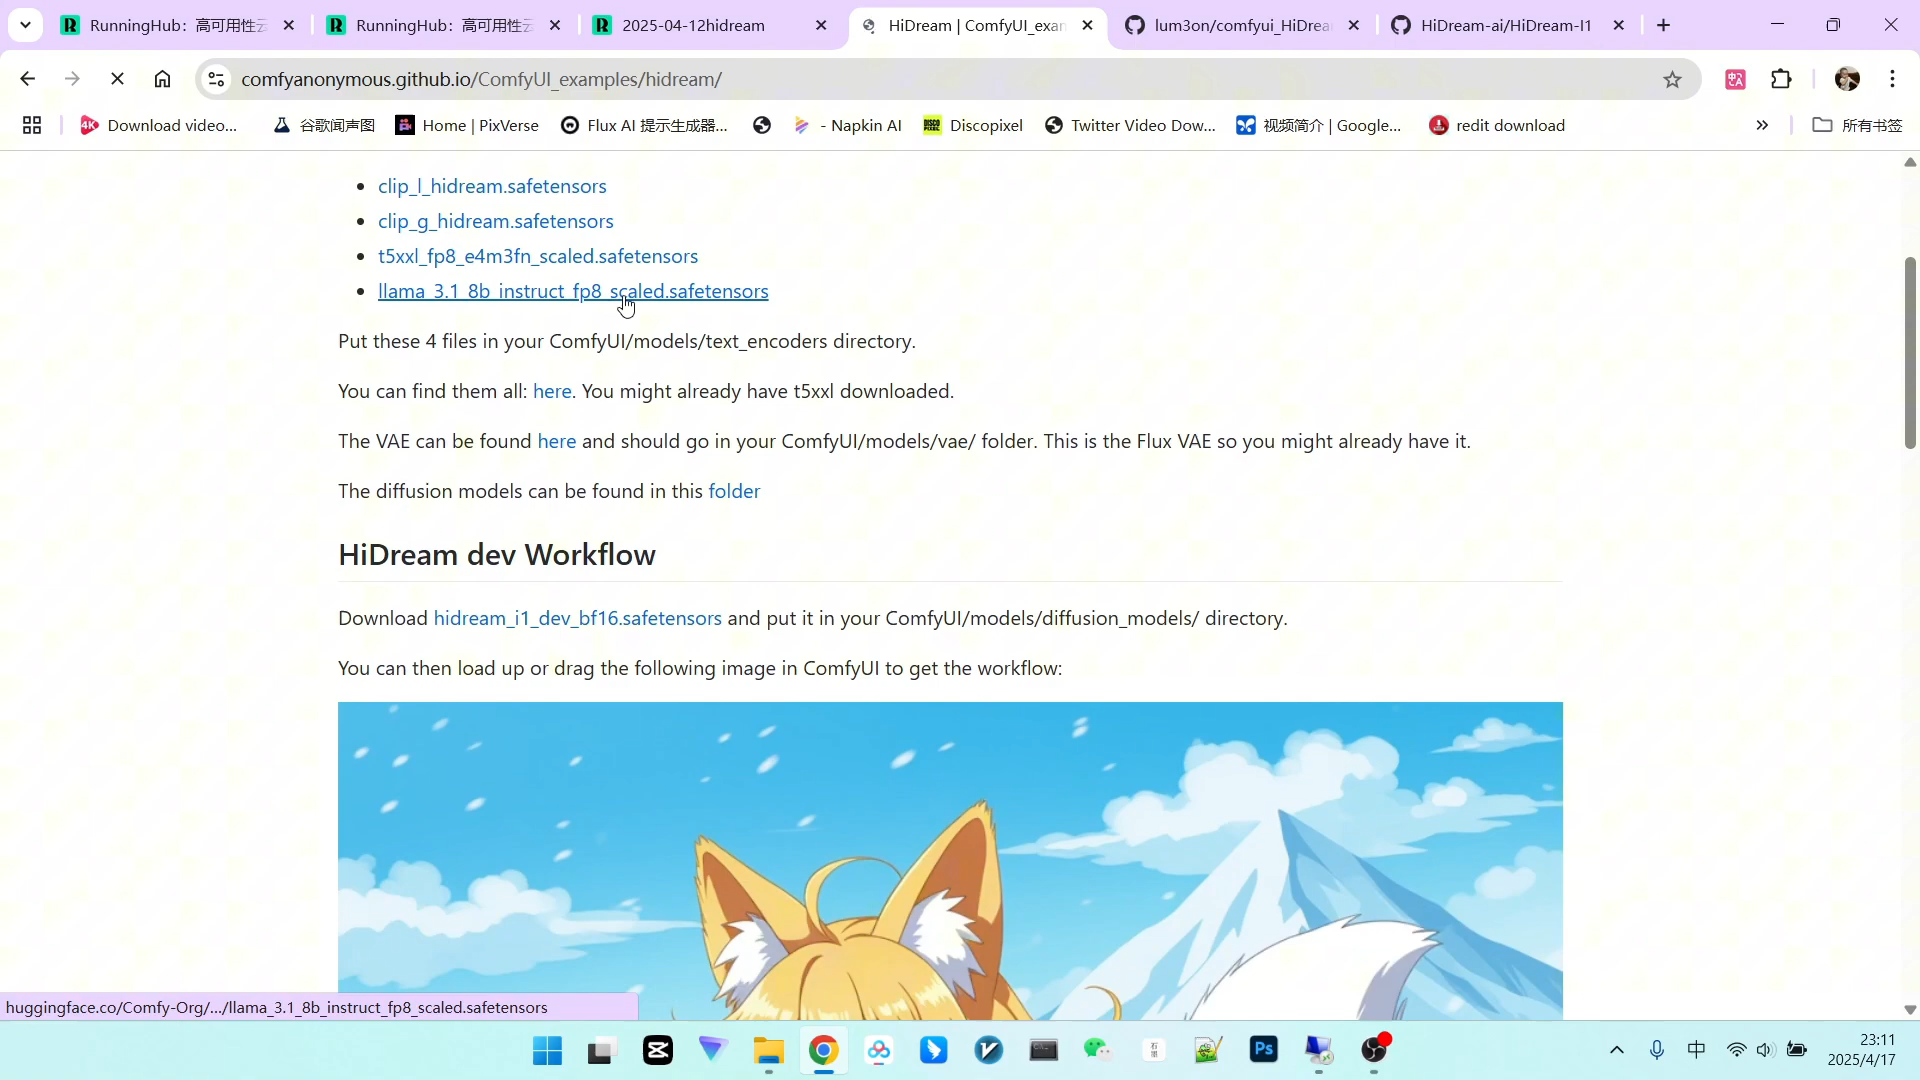 RunningHub：高可用性云
RunningHub：高可用性云
2025-04-12hidream
HiDream | ComfyUI_exam
lum3on/comfyui_HiDrea
HiDream-ai/HiDream-I1
comfyanonymous.github.io/ComfyUI_examples/hidream/
4K
Download video...
谷歌闻声图
Home | PixVerse
Flux AI 提示生成器...
- Napkin AI
Discopixel
Twitter Video Dow...
视频简介 | Google...
redit download
所有书签
clip_l_hidream.safetensors
clip_g_hidream.safetensors
t5xxl_fp8_e4m3fn_scaled.safetensors
llama_3.1_8b_instruct_fp8_scaled.safetensors
Put these 4 files in your ComfyUI/models/text_encoders directory.
You can find them all: here. You might already have t5xxl downloaded.
The VAE can be found here and should go in your ComfyUI/models/vae/ folder. This is the Flux VAE so you might already have it.
The diffusion models can be found in this folder
HiDream dev Workflow
Download hidream_i1_dev_bf16.safetensors and put it in your ComfyUI/models/diffusion_models/ directory.
You can then load up or drag the following image in ComfyUI to get the workflow:
huggingface.co/Comfy-Org/.../llama_3.1_8b_instruct_fp8_scaled.safetensors
Ps
中
23:11
2025/4/17